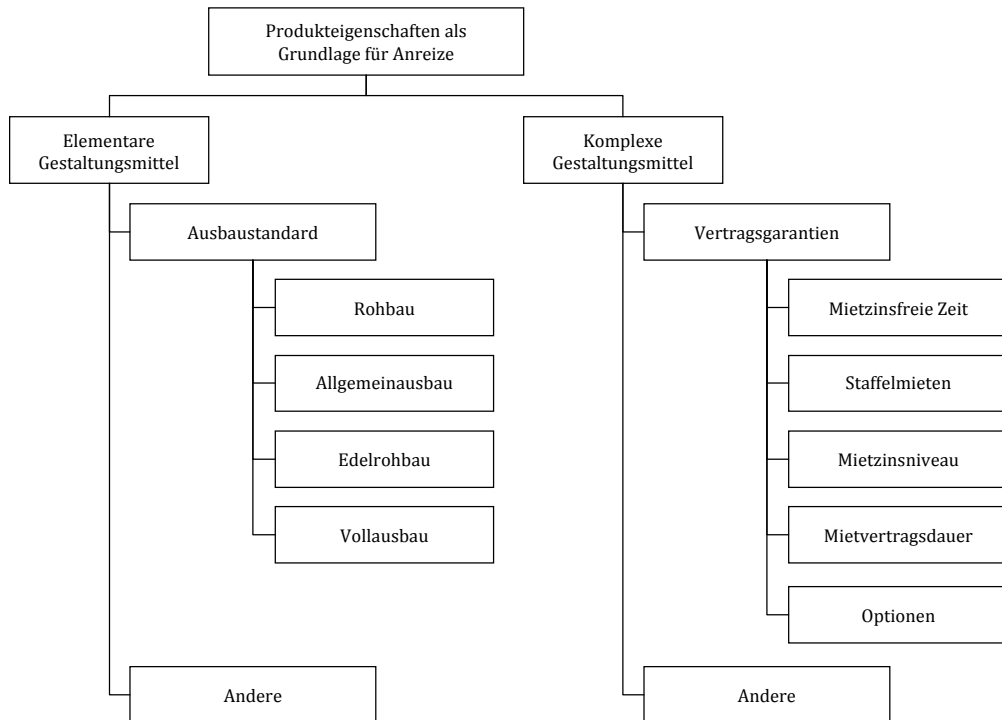 Produkteigenschaften als
Grundlage für Anreize
Elementare
Gestaltungsmittel
Komplexe
Gestaltungsmittel
Ausbaustandard
Vertragsgarantien
Rohbau
Mietzinsfreie Zeit
Allgemeinausbau
Staffelmieten
Edelrohbau
Mietzinsniveau
Vollausbau
Mietvertragsdauer
Optionen
Andere
Andere